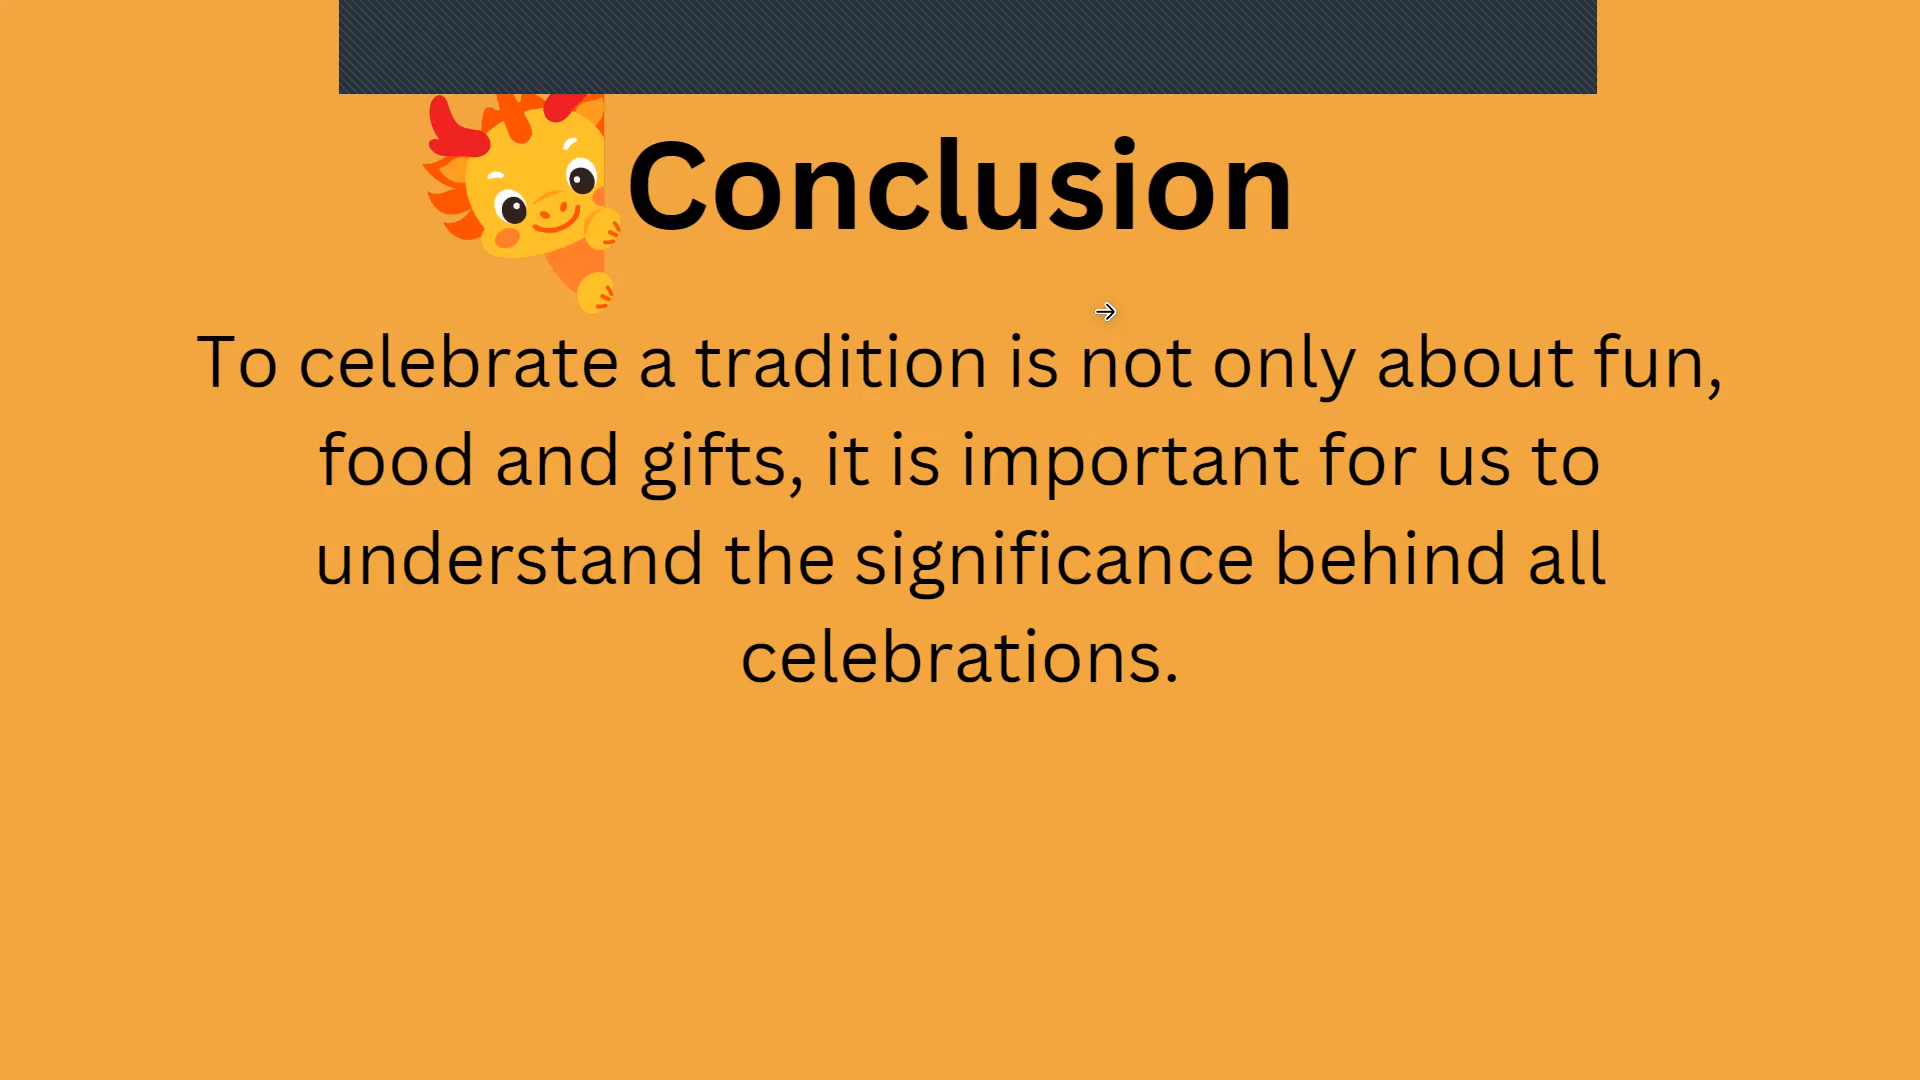 Conclusion
To celebrate a tradition is not only about fun,
food and gifts, it is important for us to
understand the significance behind all
celebrations.